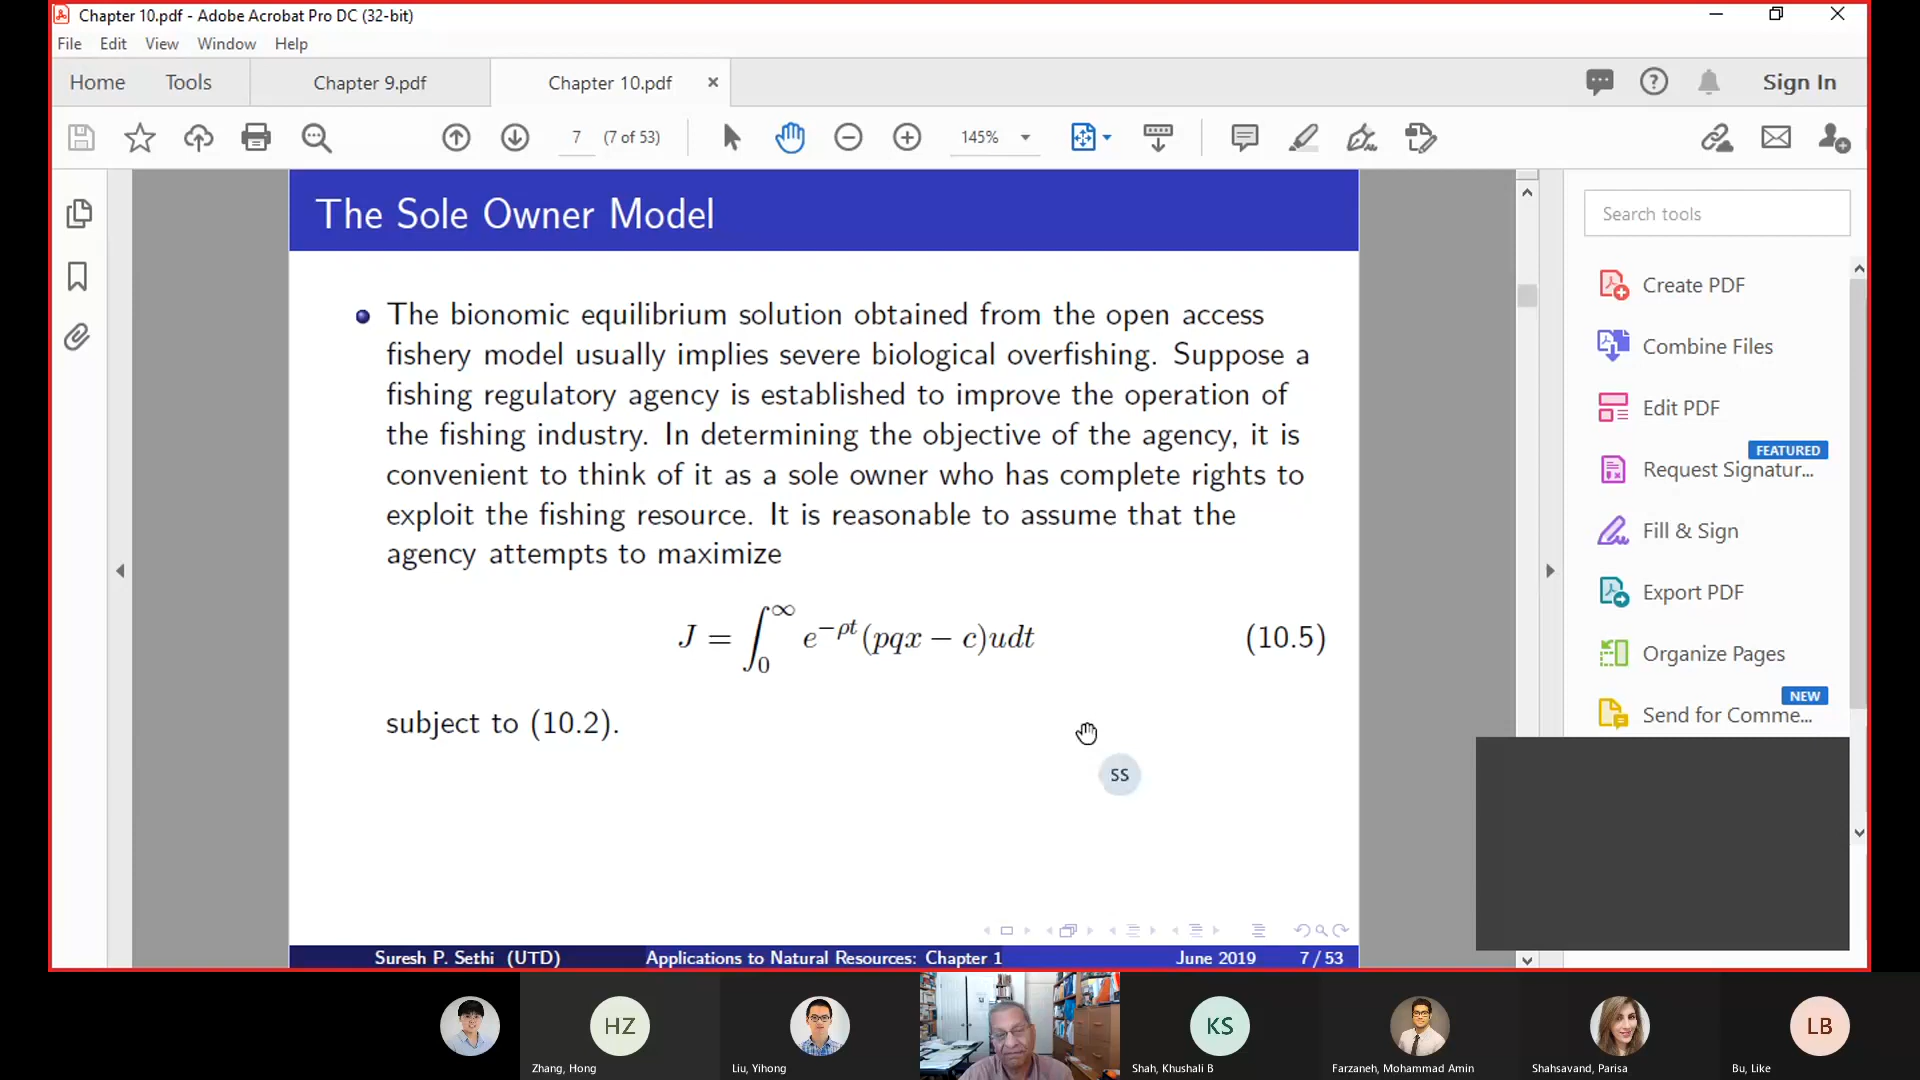 Chapter 10.pdf - Adobe Acrobat Pro DC (32-bit)
File Edit View Window Help
Home Tools Chapter 9.pdf Chapter 10.pdf Sign In
7 (7 of 53) 145%
The Sole Owner Model
The bionomic equilibrium solution obtained from the open access
fishery model usually implies severe biological overfishing. Suppose a
fishing regulatory agency is established to improve the operation of
the fishing industry. In determining the objective of the agency, it is
convenient to think of it as a sole owner who has complete rights to
exploit the fishing resource. It is reasonable to assume that the
agency attempts to maximize
J = ∫₀^∞ e^{−ρt}(pqx − c)udt (10.5)
subject to (10.2).
SS
Suresh P. Sethi (UTD) Applications to Natural Resources: Chapter 1 June 2019 7 / 53
Search tools
Create PDF
Combine Files
Edit PDF
FEATURED
Request Signatur...
Fill & Sign
Export PDF
Organize Pages
NEW
Send for Comme...
HZ KS LB
Zhang, Hong Liu, Yihong Shah, Khushali B Farzaneh, Mohammad Amin Shahsavand, Parisa Bu, Like